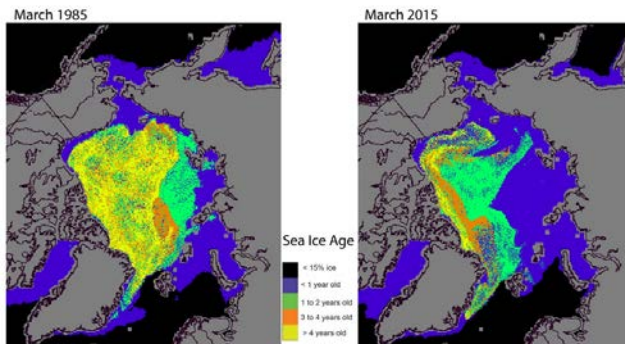 March 1985
March 2015
Sea Ice Age
< 15% ice
< 1 year old
1 to 2 years old
3 to 4 years old
> 4 years old